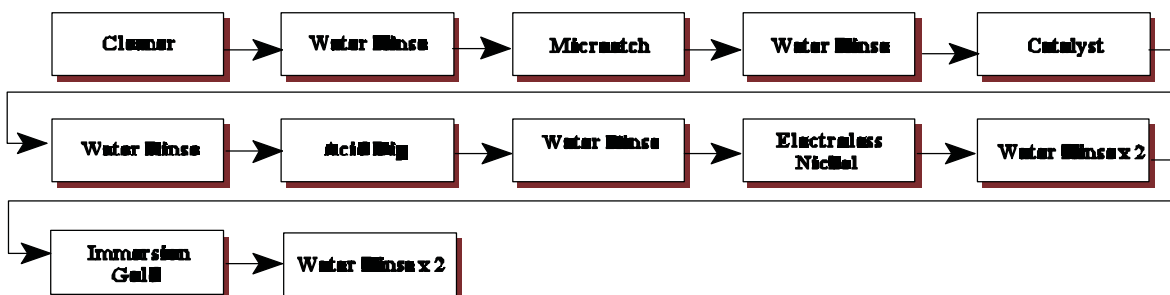 Cleaner
Water Rinse
Microetch
Water Rinse
Catalyst
Water Rinse
Acid Dip
Water Rinse
Electroless
Nickel
Water Rinse x 2
Immersion
Gold
Water Rinse x 2